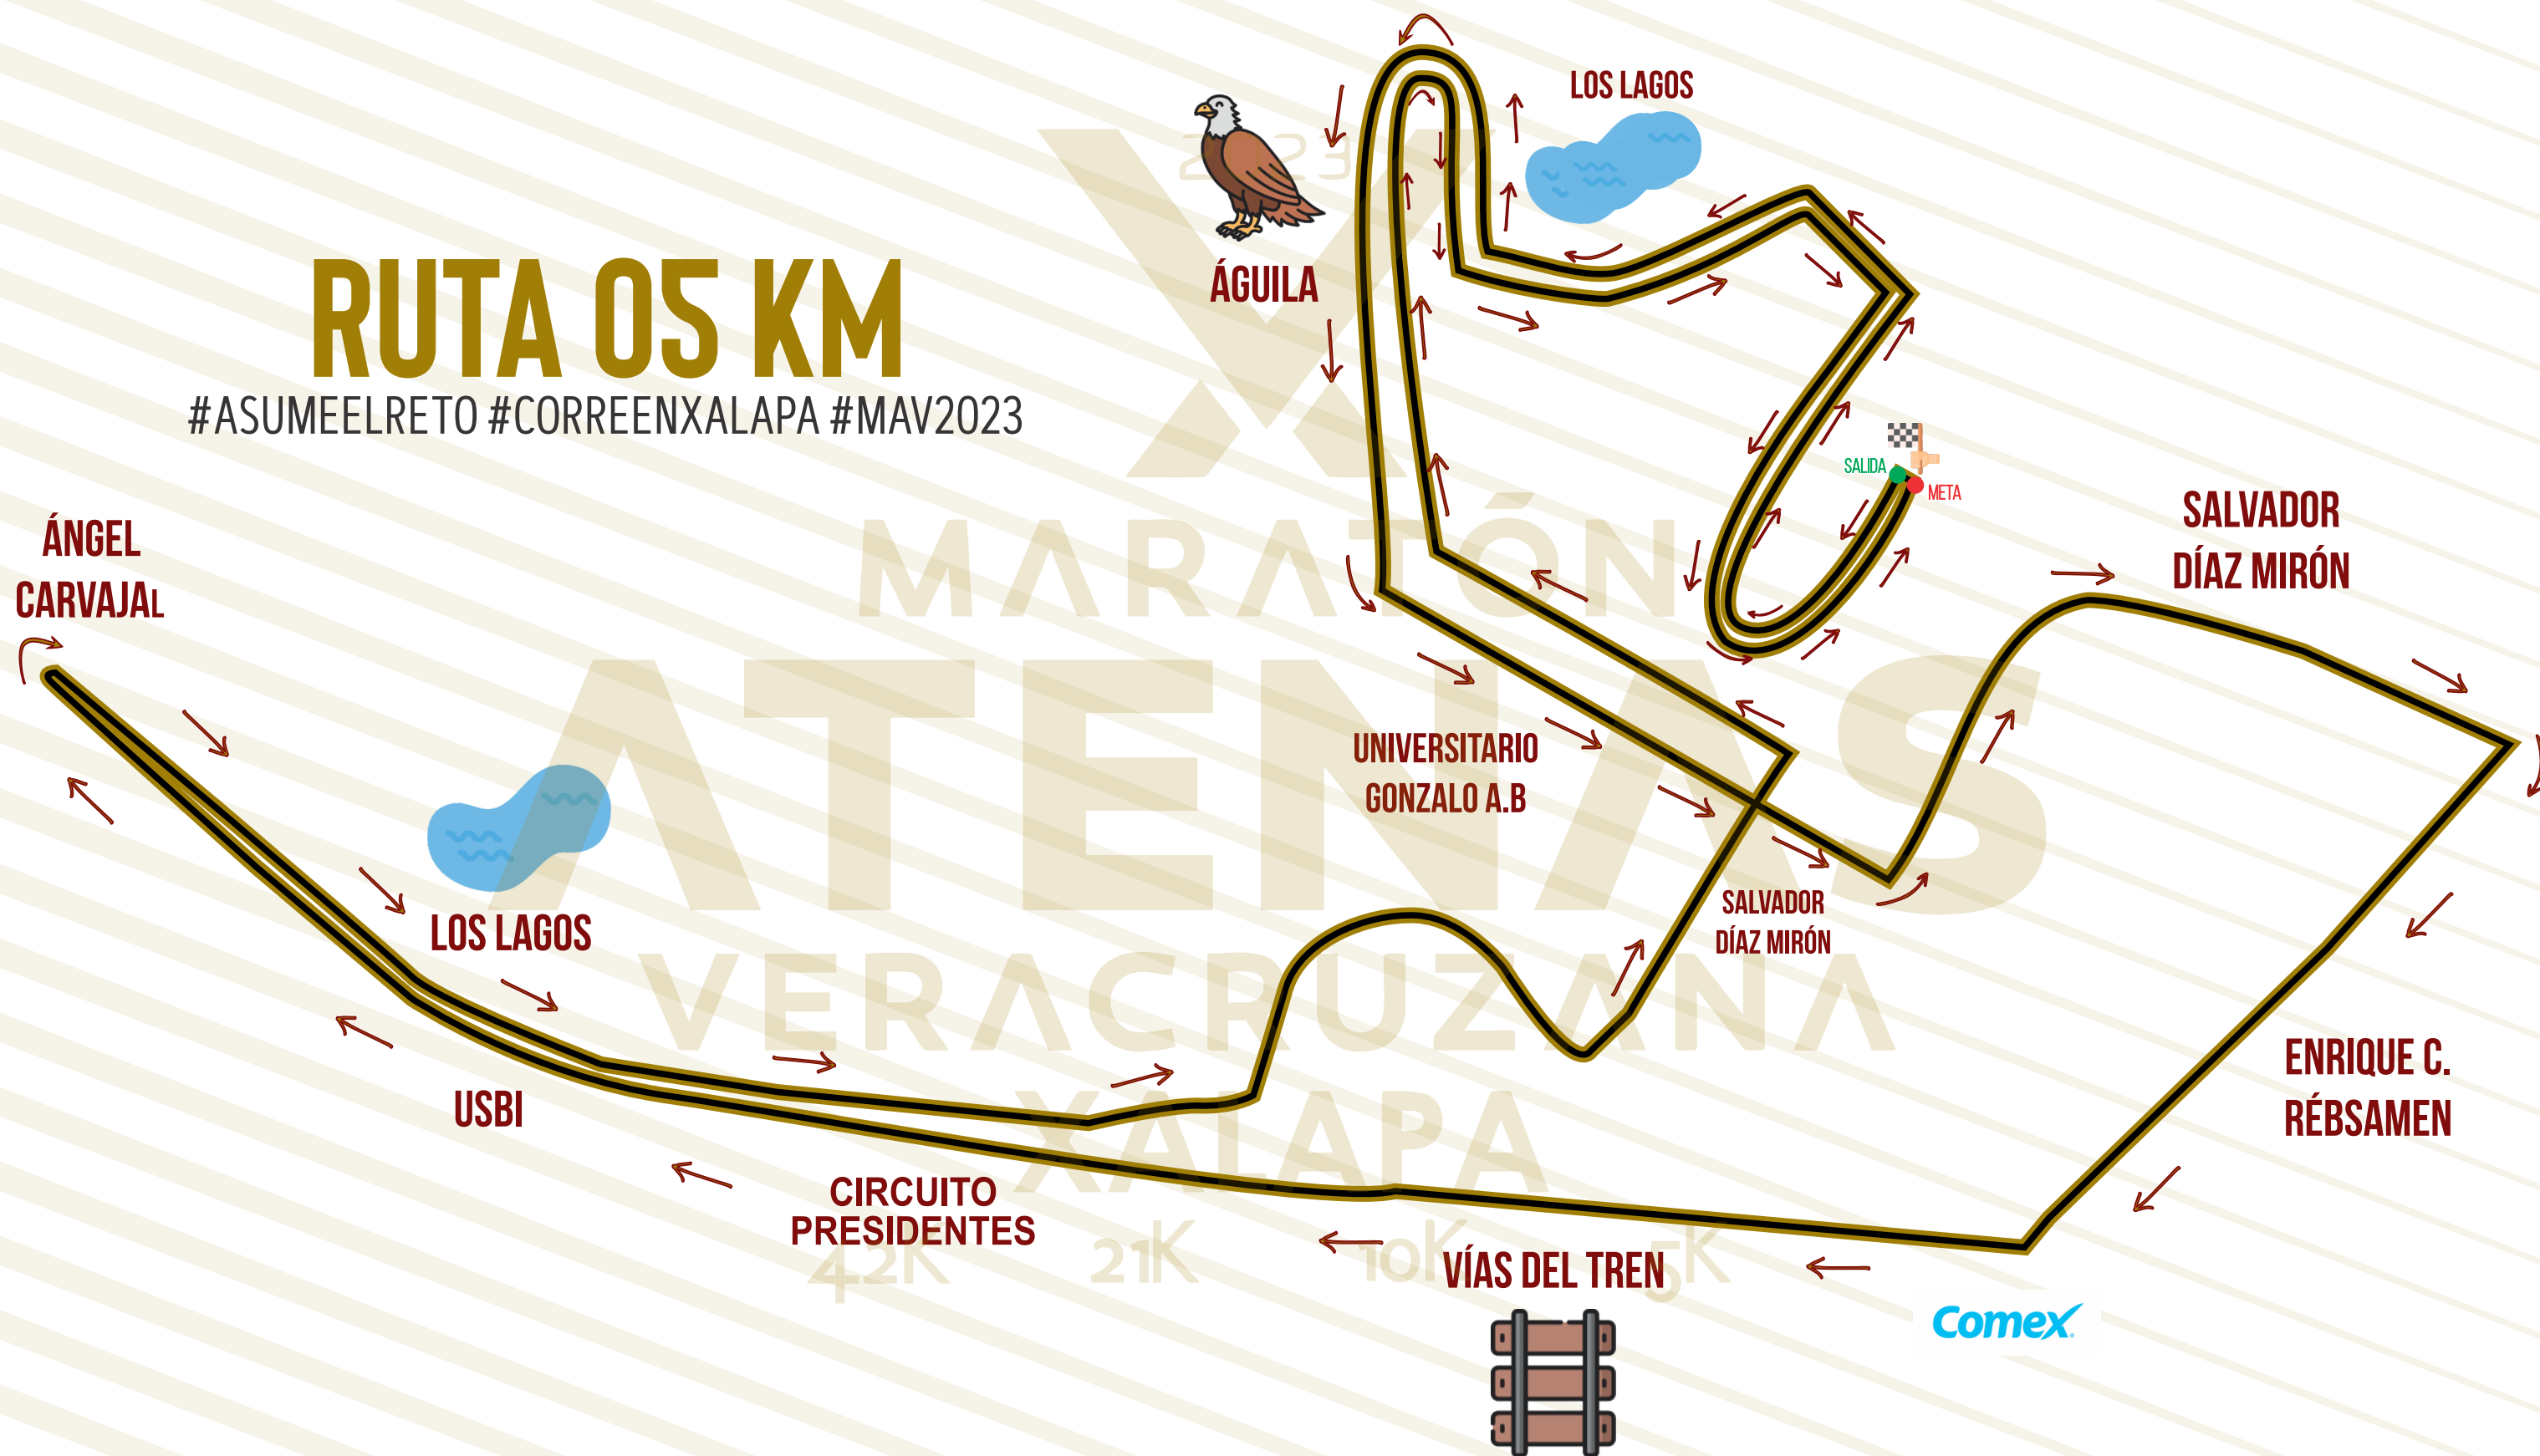 LOS LAGOS
2023
ÁGUILA
RUTA 05 KM
#ASUMEELRETO #CORREENXALAPA #MAV2023
SALIDA
META
SALVADOR
DÍAZ MIRÓN
ÁNGEL
CARVAJAL
MARATÓN
ATENAS
VERACRUZANA
XALAPA
42K 21K 10K 5K
UNIVERSITARIO
GONZALO A.B
SALVADOR
DÍAZ MIRÓN
LOS LAGOS
USBI
ENRIQUE C.
RÉBSAMEN
CIRCUITO
PRESIDENTES
VÍAS DEL TREN
Comex